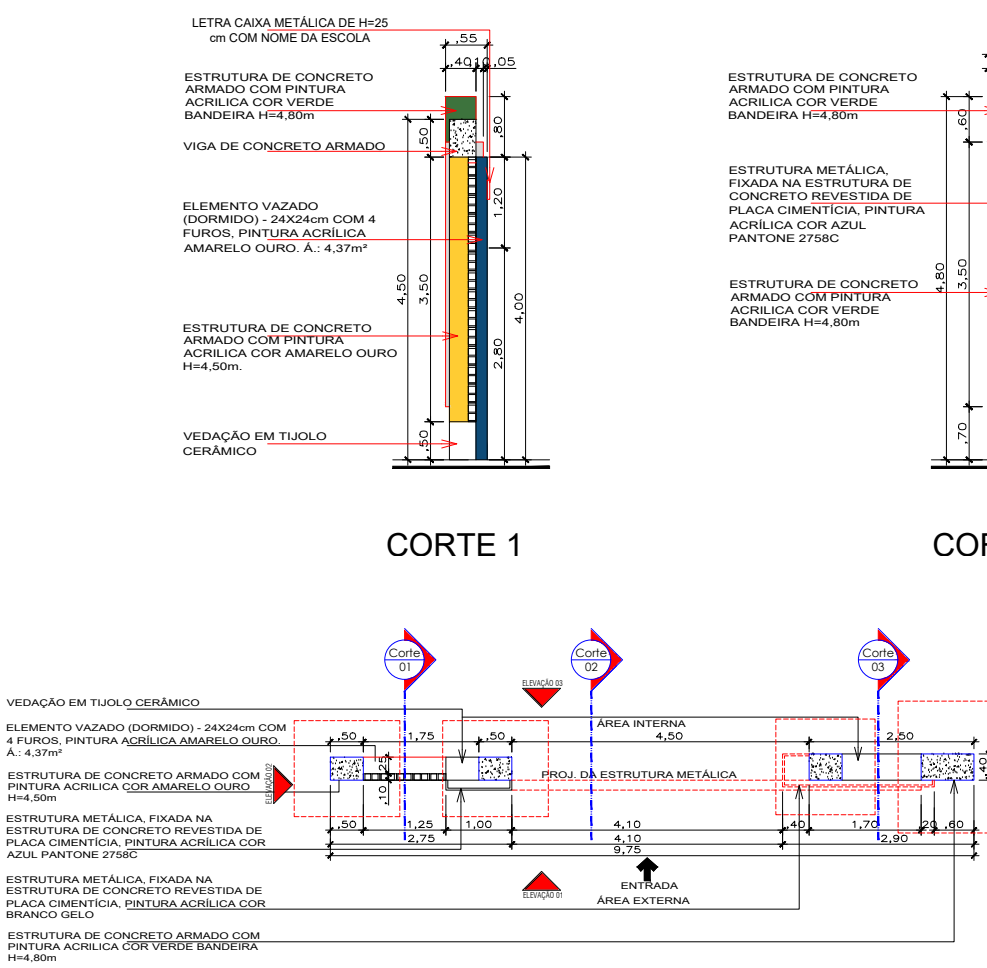 LETRA CAIXA METÁLICA DE H=25
cm COM NOME DA ESCOLA
,55
,40
,10
,05
ESTRUTURA DE CONCRETO
ARMADO COM PINTURA
ACRILICA COR VERDE
BANDEIRA H=4,80m
VIGA DE CONCRETO ARMADO
ELEMENTO VAZADO
(DORMIDO) - 24X24cm COM 4
FUROS, PINTURA ACRÍLICA
AMARELO OURO. Á.: 4,37m²
ESTRUTURA DE CONCRETO
ARMADO COM PINTURA
ACRILICA COR AMARELO OURO
H=4,50m.
VEDAÇÃO EM TIJOLO
CERÂMICO
,50
,80
1,20
4,50
3,50
4,00
2,80
,50
CORTE 1
ESTRUTURA DE CONCRETO
ARMADO COM PINTURA
ACRILICA COR VERDE
BANDEIRA H=4,80m
ESTRUTURA METÁLICA,
FIXADA NA ESTRUTURA DE
CONCRETO REVESTIDA DE
PLACA CIMENTÍCIA, PINTURA
ACRÍLICA COR AZUL
PANTONE 2758C
ESTRUTURA DE CONCRETO
ARMADO COM PINTURA
ACRILICA COR VERDE
BANDEIRA H=4,80m
,60
4,80
3,50
,70
COR
Corte
01
Corte
02
Corte
03
ELEVAÇÃO 03
VEDAÇÃO EM TIJOLO CERÂMICO
ELEMENTO VAZADO (DORMIDO) - 24X24cm COM
4 FUROS, PINTURA ACRÍLICA AMARELO OURO.
Á.: 4,37m²
ESTRUTURA DE CONCRETO ARMADO COM
PINTURA ACRILICA COR AMARELO OURO
H=4,50m
ESTRUTURA METÁLICA, FIXADA NA
ESTRUTURA DE CONCRETO REVESTIDA DE
PLACA CIMENTÍCIA, PINTURA ACRÍLICA COR
AZUL PANTONE 2758C
ESTRUTURA METÁLICA, FIXADA NA
ESTRUTURA DE CONCRETO REVESTIDA DE
PLACA CIMENTÍCIA, PINTURA ACRÍLICA COR
BRANCO GELO
ESTRUTURA DE CONCRETO ARMADO COM
PINTURA ACRILICA COR VERDE BANDEIRA
H=4,80m
ELEVAÇÃO 02
ÁREA INTERNA
,50
1,75
,50
4,50
2,50
,25
,10
,40
PROJ. DA ESTRUTURA METÁLICA
,50
1,25
1,00
4,10
,40
1,70
,20
,60
2,75
4,10
2,90
9,75
ELEVAÇÃO 01
ENTRADA
ÁREA EXTERNA